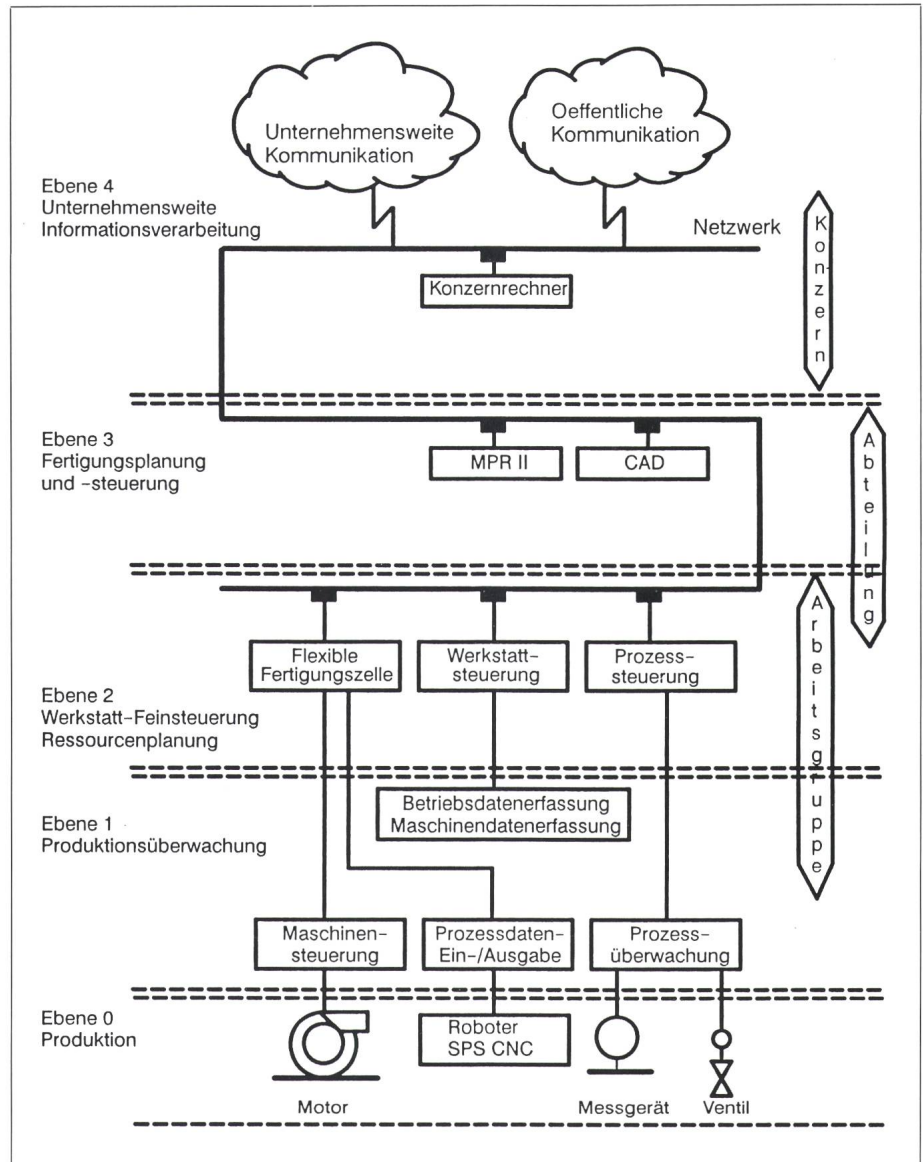 Unternehmensweite
Kommunikation
Oeffentliche
Kommunikation
Ebene 4
Unternehmensweite
Informationsverarbeitung
Netzwerk
Konzernrechner
Kon-zern
Ebene 3
Fertigungsplanung
und -steuerung
MPR II
CAD
Abteilung
Flexible
Fertigungszelle
Werkstatt-
steuerung
Prozess-
steuerung
Ebene 2
Werkstatt-Feinsteuerung
Ressourcenplanung
Arbeitsgruppe
Betriebsdatenerfassung
Maschinendatenerfassung
Ebene 1
Produktionsüberwachung
Maschinen-
steuerung
Prozessdaten-
Ein-/Ausgabe
Prozess-
überwachung
Ebene 0
Produktion
Roboter
SPS CNC
Motor
Messgerät
Ventil